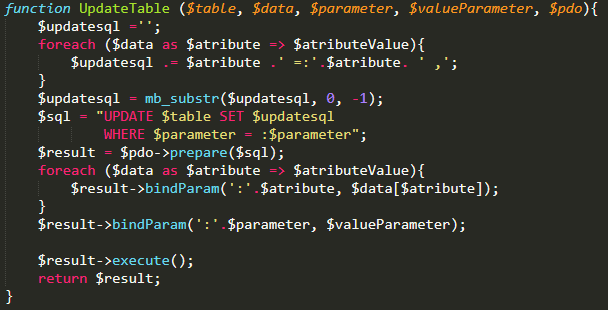 function UpdateTable ($table, $data, $parameter, $valueParameter, $pdo){
    $updatesql ='';
    foreach ($data as $atribute => $atributeValue){
        $updatesql .= $atribute .' =:'.$atribute. ' ,';
    }
    $updatesql = mb_substr($updatesql, 0, -1);
    $sql = "UPDATE $table SET $updatesql
            WHERE $parameter = :$parameter";
    $result = $pdo->prepare($sql);
    foreach ($data as $atribute => $atributeValue){
        $result->bindParam(':'.$atribute, $data[$atribute]);
    }
    $result->bindParam(':'.$parameter, $valueParameter);

    $result->execute();
    return $result;
}